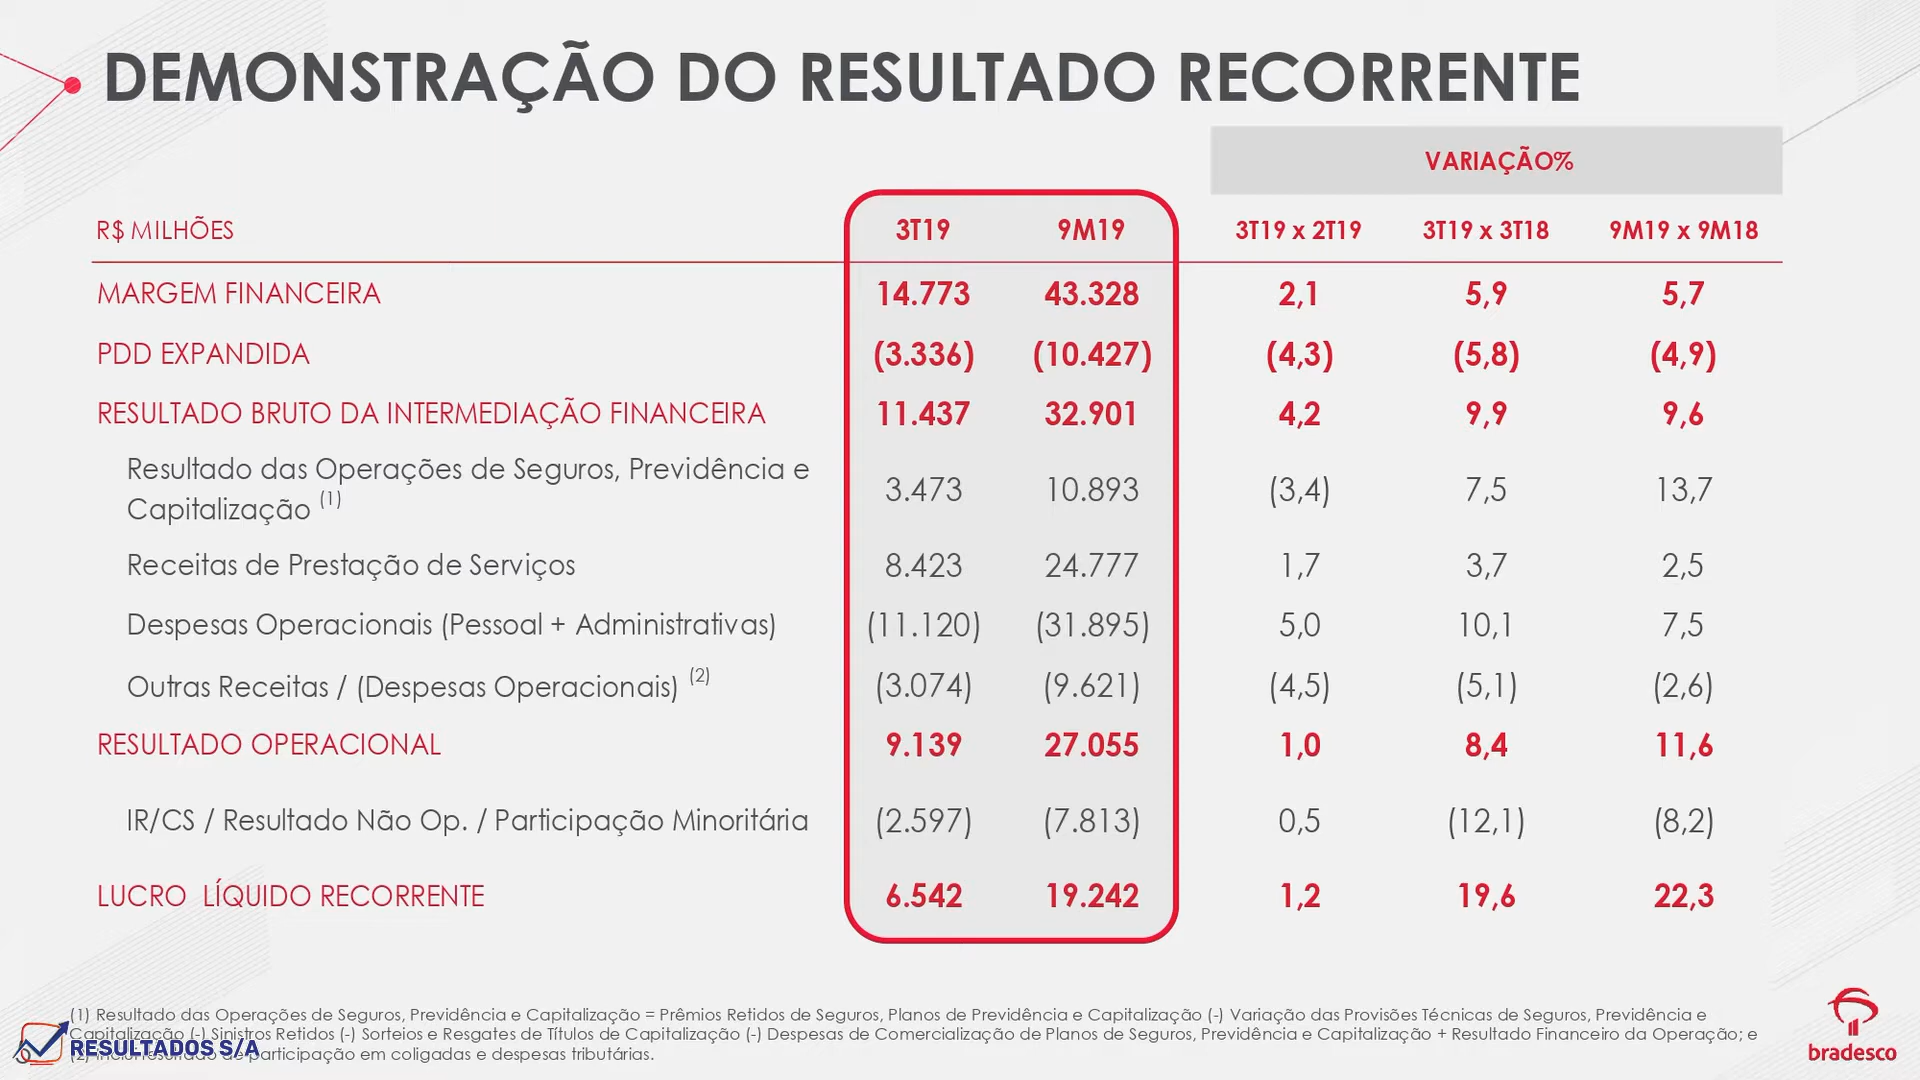 DEMONSTRAÇÃO DO RESULTADO RECORRENTE
VARIAÇÃO%
R$ MILHÕES 3T19 9M19 3T19 x 2T19 3T19 x 3T18 9M19 x 9M18
MARGEM FINANCEIRA 14.773 43.328 2,1 5,9 5,7
PDD EXPANDIDA (3.336) (10.427) (4,3) (5,8) (4,9)
RESULTADO BRUTO DA INTERMEDIAÇÃO FINANCEIRA 11.437 32.901 4,2 9,9 9,6
Resultado das Operações de Seguros, Previdência e
Capitalização (1) 3.473 10.893 (3,4) 7,5 13,7
Receitas de Prestação de Serviços 8.423 24.777 1,7 3,7 2,5
Despesas Operacionais (Pessoal + Administrativas) (11.120) (31.895) 5,0 10,1 7,5
Outras Receitas / (Despesas Operacionais) (2) (3.074) (9.621) (4,5) (5,1) (2,6)
RESULTADO OPERACIONAL 9.139 27.055 1,0 8,4 11,6
IR/CS / Resultado Não Op. / Participação Minoritária (2.597) (7.813) 0,5 (12,1) (8,2)
LUCRO LÍQUIDO RECORRENTE 6.542 19.242 1,2 19,6 22,3
(1) Resultado das Operações de Seguros, Previdência e Capitalização = Prêmios Retidos de Seguros, Planos de Previdência e Capitalização (-) Variação das Provisões Técnicas de Seguros, Previdência e
Capitalização (-) Sinistros Retidos (-) Sorteios e Resgates de Títulos de Capitalização (-) Despesas de Comercialização de Planos de Seguros, Previdência e Capitalização + Resultado Financeiro da Operação; e
(2) participação em coligadas e despesas tributárias.
RESULTADOS S/A
bradesco